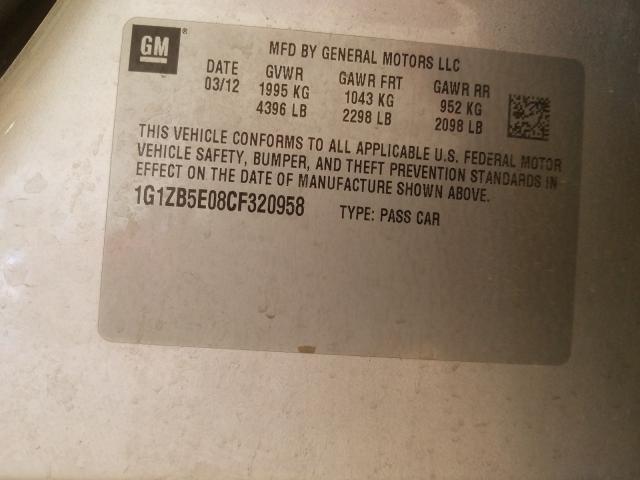 GM®
MFD BY GENERAL MOTORS LLC
DATE GVWR GAWR FRT GAWR RR
03/12 1995 KG 1043 KG 952 KG
4396 LB 2298 LB 2098 LB
THIS VEHICLE CONFORMS TO ALL APPLICABLE U.S. FEDERAL MOTOR
VEHICLE SAFETY, BUMPER, AND THEFT PREVENTION STANDARDS IN
EFFECT ON THE DATE OF MANUFACTURE SHOWN ABOVE.
1G1ZB5E08CF320958 TYPE: PASS CAR